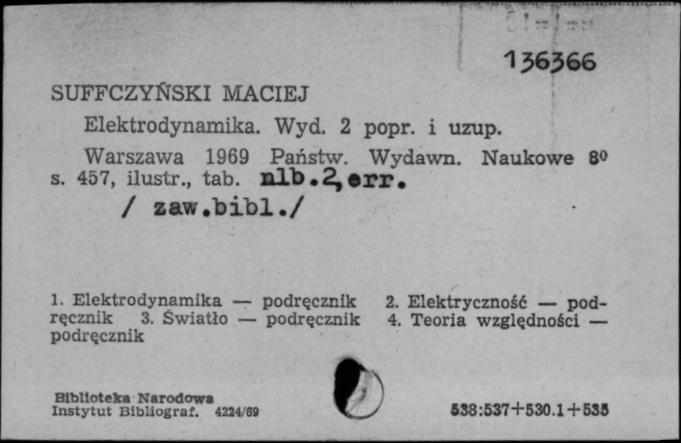 136366
SUFFCZYŃSKI MACIEJ
Elektrodynamika. Wyd. 2 popr. i uzup.
Warszawa 1969 Państw. Wydawn. Naukowe 8⁰
s. 457, ilustr., tab. nlb.2,err.
/ zaw.bibl./
1. Elektrodynamika — podręcznik 2. Elektryczność — pod-
ręcznik 3. Światło — podręcznik 4. Teoria względności —
podręcznik
Biblioteka Narodowa
Instytut Bibliograf. 4224/69
538:537+530.1+535